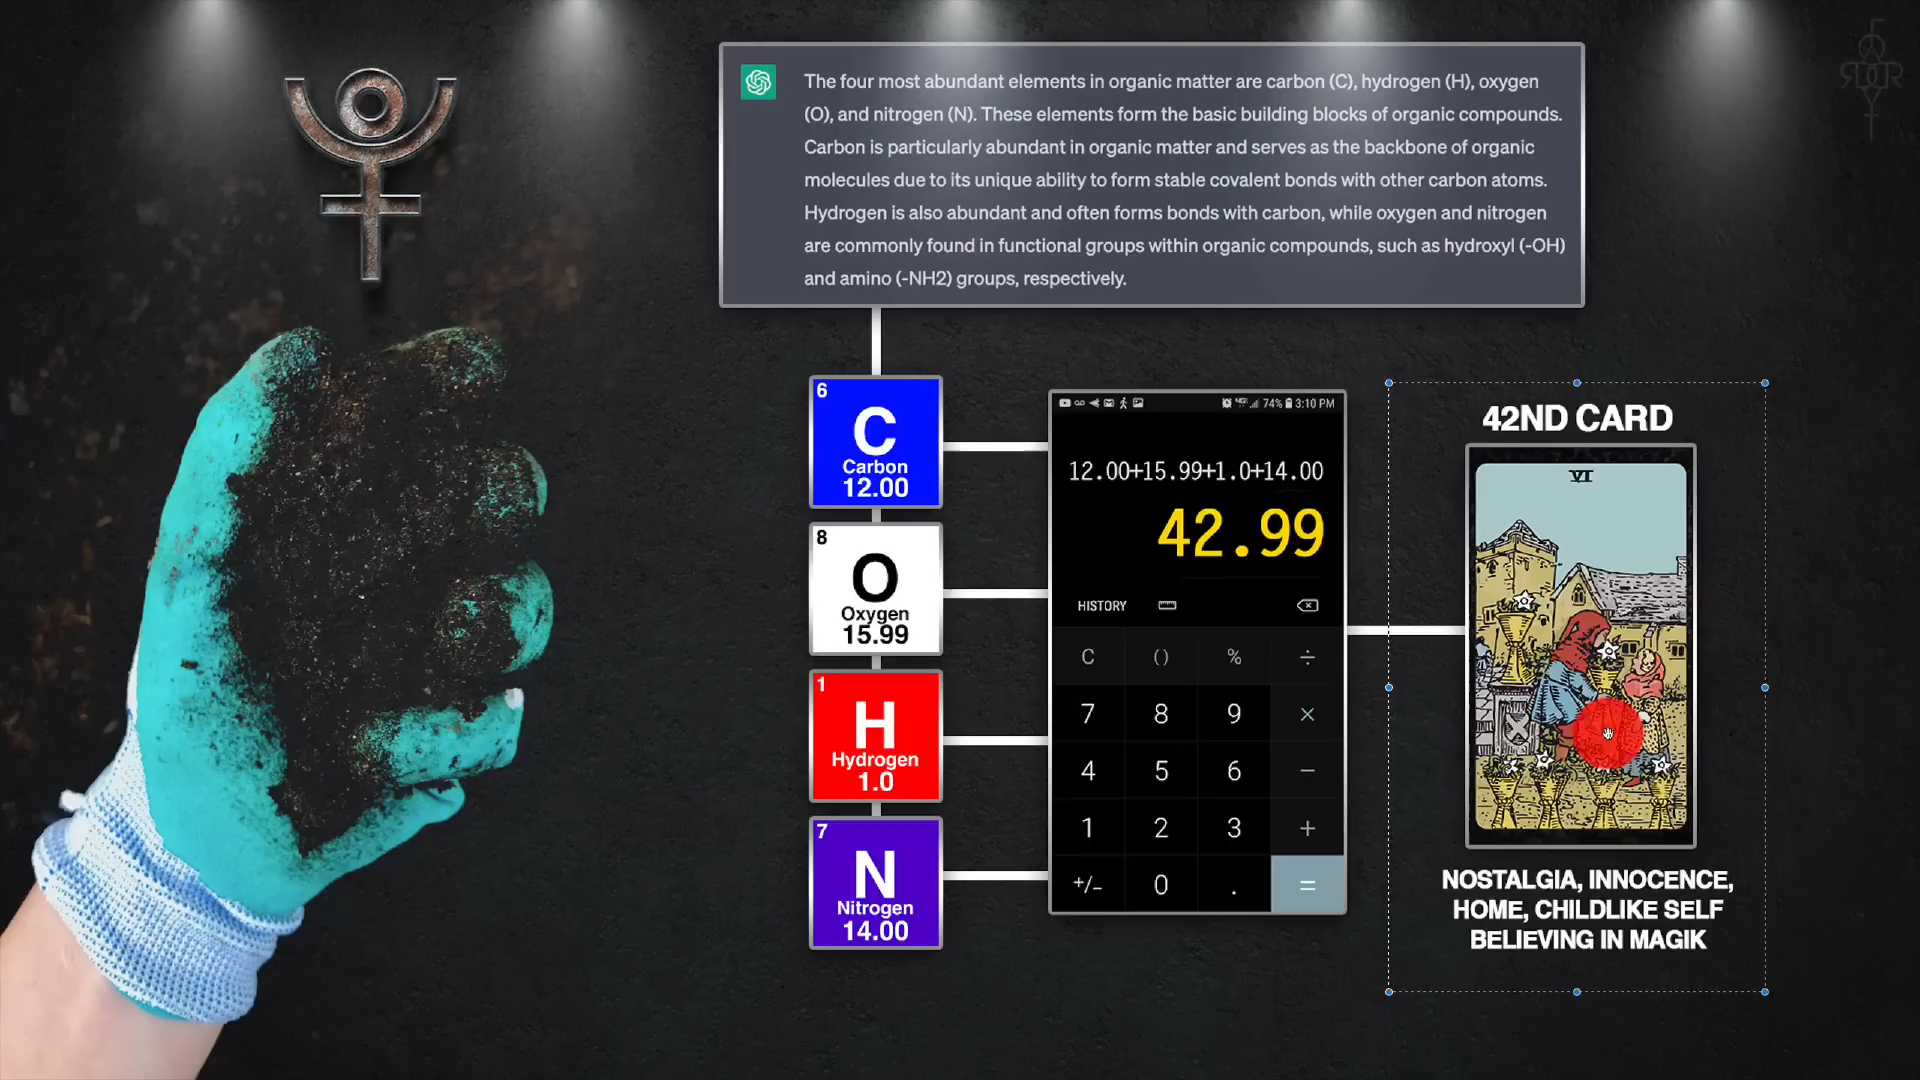 The four most abundant elements in organic matter are carbon (C), hydrogen (H), oxygen
(O), and nitrogen (N). These elements form the basic building blocks of organic compounds.
Carbon is particularly abundant in organic matter and serves as the backbone of organic
molecules due to its unique ability to form stable covalent bonds with other carbon atoms.
Hydrogen is also abundant and often forms bonds with carbon, while oxygen and nitrogen
are commonly found in functional groups within organic compounds, such as hydroxyl (-OH)
and amino (-NH2) groups, respectively.
6
C
Carbon
12.00
8
O
Oxygen
15.99
1
H
Hydrogen
1.0
7
N
Nitrogen
14.00
74% 3:10 PM
12.00+15.99+1.0+14.00
42.99
HISTORY
C () % ÷
7 8 9 ×
4 5 6 −
1 2 3 +
+/− 0 . =
42ND CARD
VI
NOSTALGIA, INNOCENCE,
HOME, CHILDLIKE SELF
BELIEVING IN MAGIK